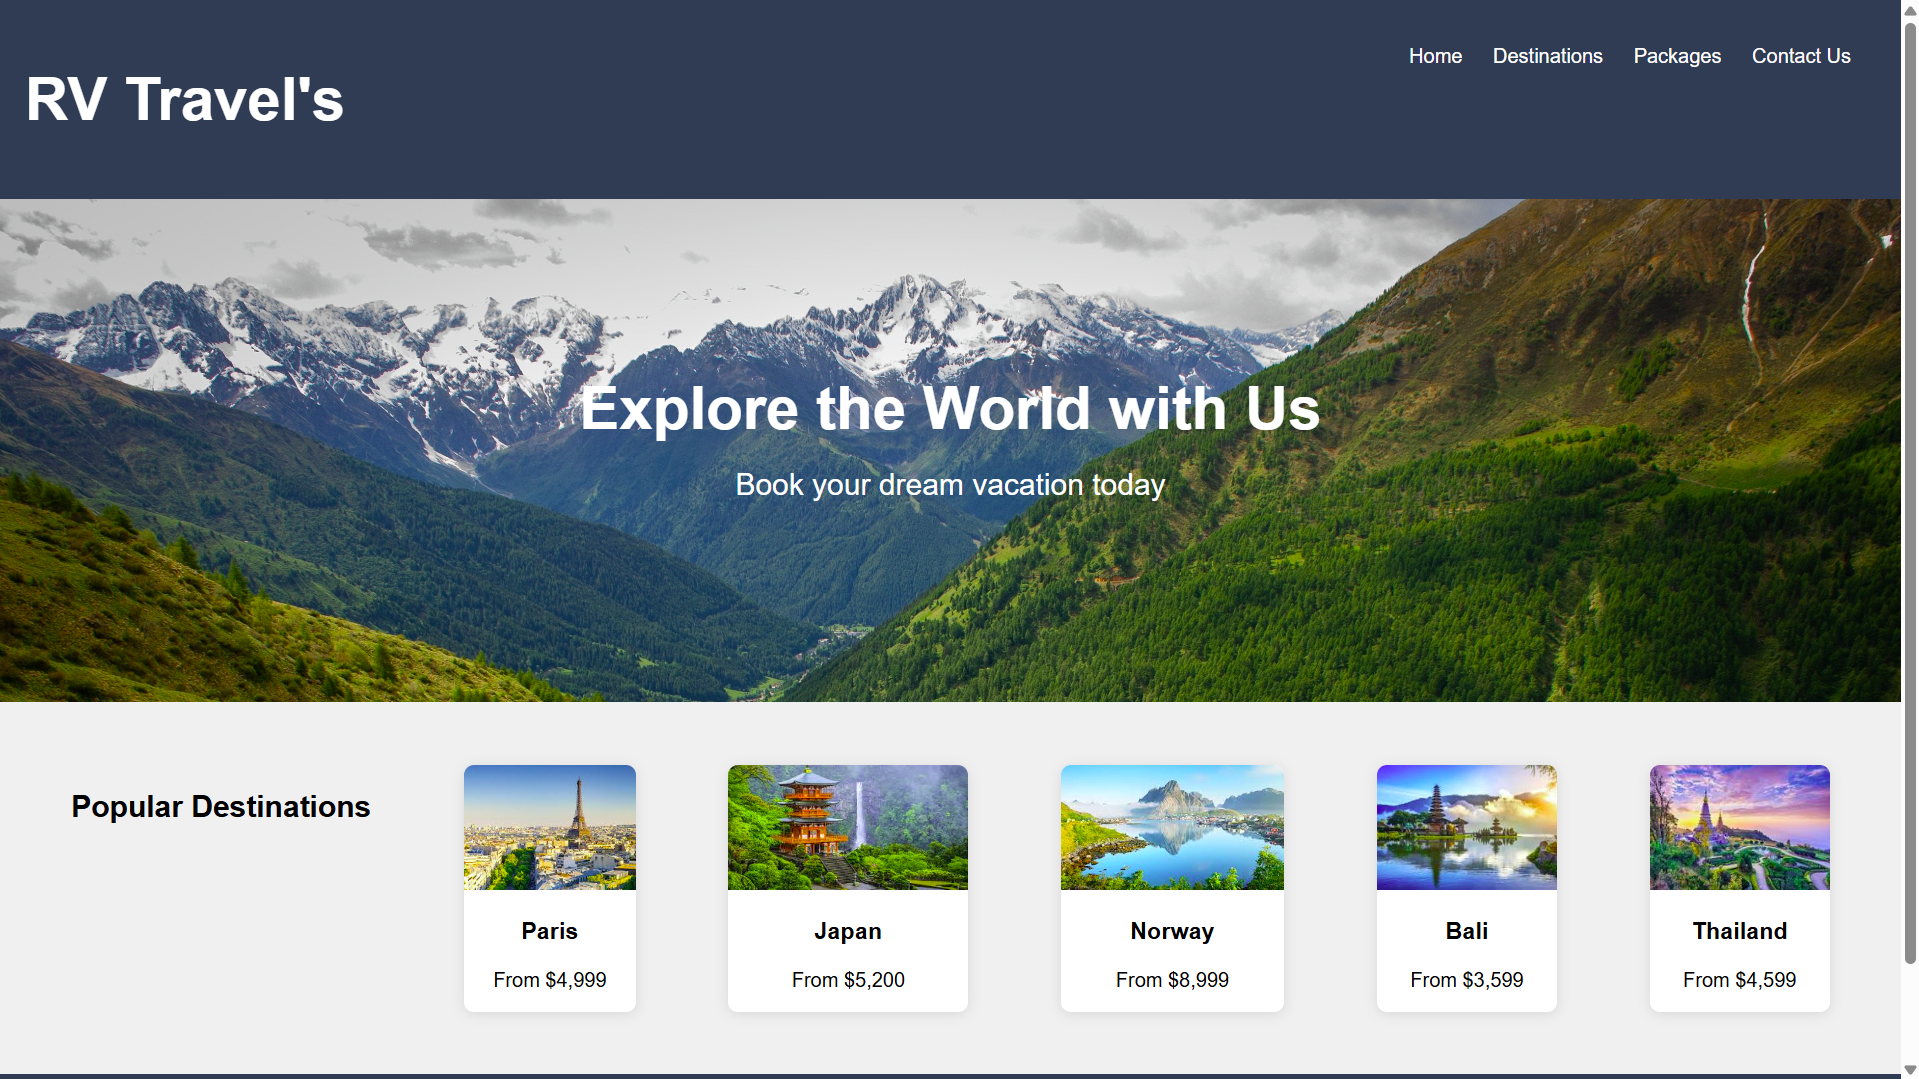 RV Travel's
Home Destinations Packages Contact Us
Explore the World with Us
Book your dream vacation today
Popular Destinations
Paris
From $4,999
Japan
From $5,200
Norway
From $8,999
Bali
From $3,599
Thailand
From $4,599